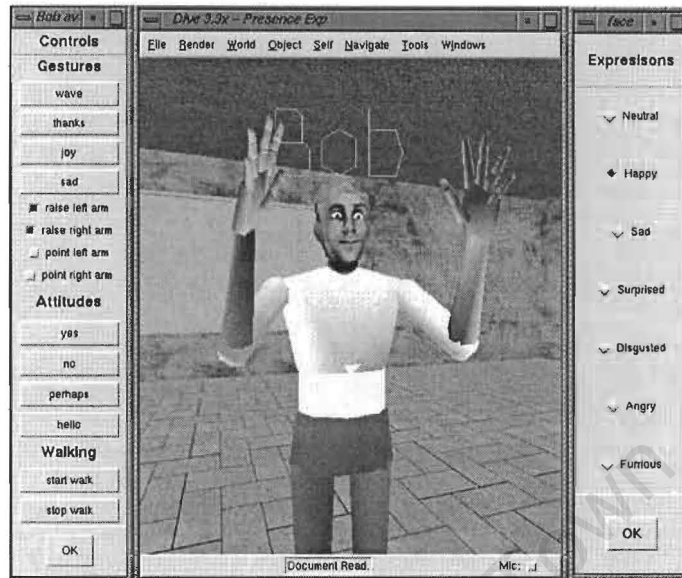 Bob av
Controls
Gestures
wave
thanks
joy
sad
raise left arm
raise right arm
point left arm
point right arm
Attitudes
yes
no
perhaps
hello
Walking
start walk
stop walk
OK
Dive 3.3x – Presence Exp.
File Render World Object Self Navigate Tools Windows
Bob
Document Read.
Mic:
face
Expresisons
Neutral
Happy
Sad
Surprised
Disgusted
Angry
Furrious
OK